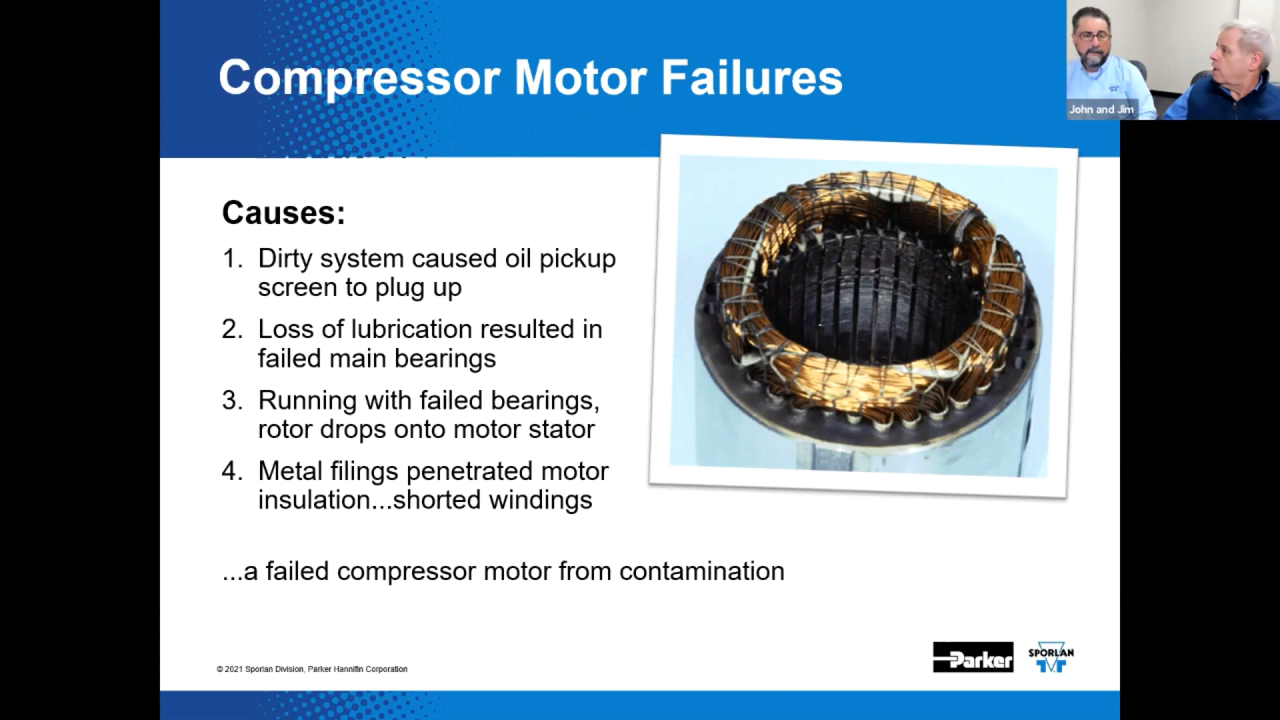 Compressor Motor Failures
John and Jim
Causes:
1. Dirty system caused oil pickup
screen to plug up
2. Loss of lubrication resulted in
failed main bearings
3. Running with failed bearings,
rotor drops onto motor stator
4. Metal filings penetrated motor
insulation...shorted windings
...a failed compressor motor from contamination
© 2021 Sporlan Division, Parker Hannifin Corporation
Parker
SPORLAN